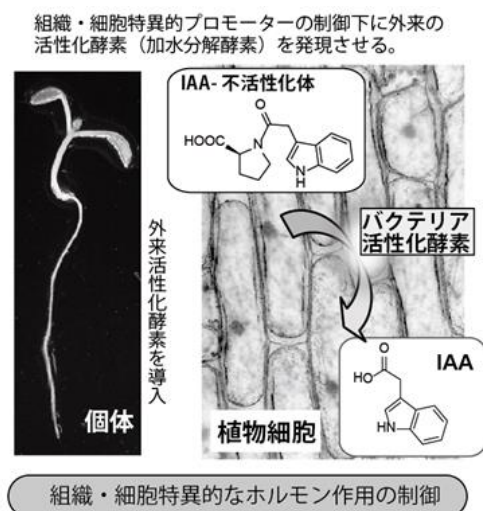 組織・細胞特異的プロモーターの制御下に外来の
活性化酵素（加水分解酵素）を発現させる。
IAA- 不活性化体
O
HOOC
N
N
H
外来活性化酵素を導入
バクテリア
活性化酵素
O
HO
IAA
HN
個体
植物細胞
組織・細胞特異的なホルモン作用の制御